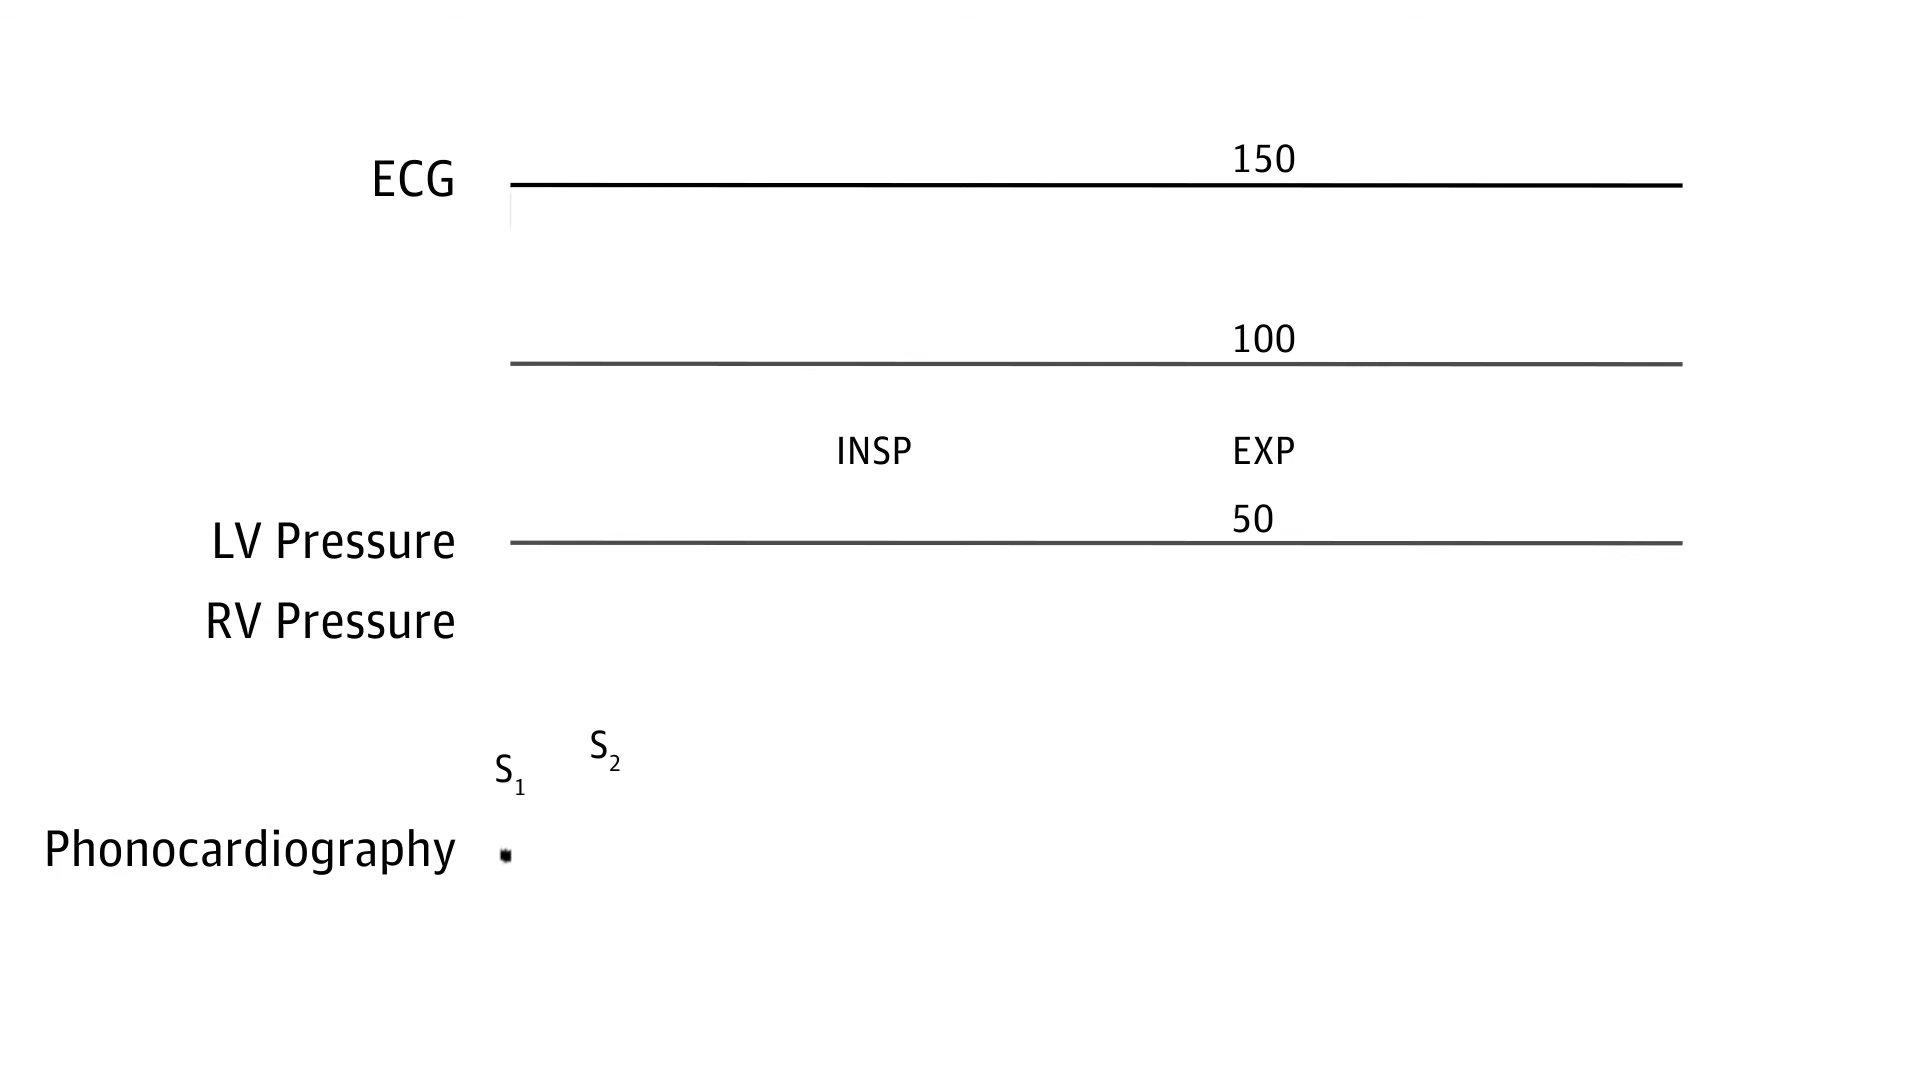 150
ECG
100
INSP EXP
50
LV Pressure
RV Pressure
S2
S1
Phonocardiography